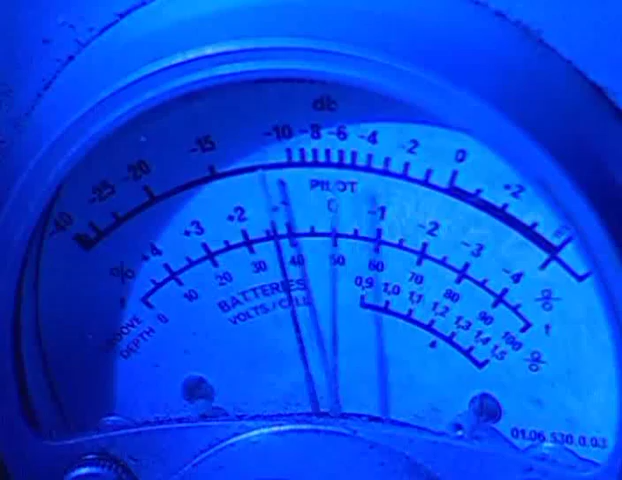 db
-40 -25 -20 -15 -10 -8 -6 -4 -2 0 +2
PILOT
% +4 +3 +2 0 -1 -2 -3 -4 %
GROOVE DEPTH 0 10 20 30 40 50 60 70 80 90 100 %
BATTERIES
VOLTS / CELL
0,9 1,0 1,1 1,2 1,3 1,4 1,5
01.06.530.0.03